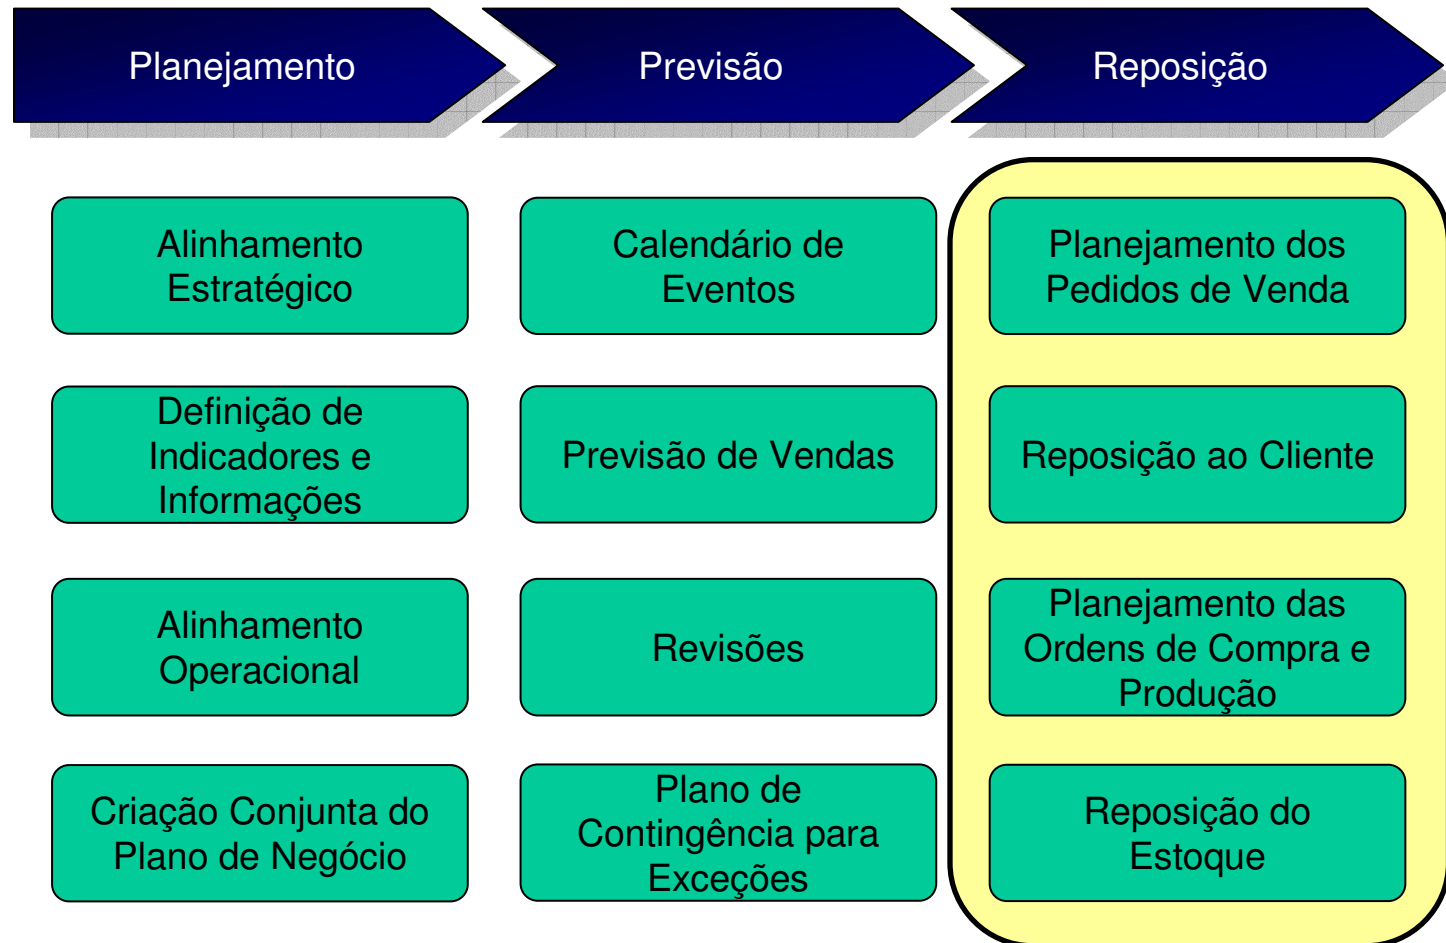 Planejamento
Previsão
Reposição
Alinhamento
Estratégico
Calendário de
Eventos
Planejamento dos
Pedidos de Venda
Definição de
Indicadores e
Informações
Previsão de Vendas
Reposição ao Cliente
Alinhamento
Operacional
Revisões
Planejamento das
Ordens de Compra e
Produção
Criação Conjunta do
Plano de Negócio
Plano de
Contingência para
Exceções
Reposição do
Estoque